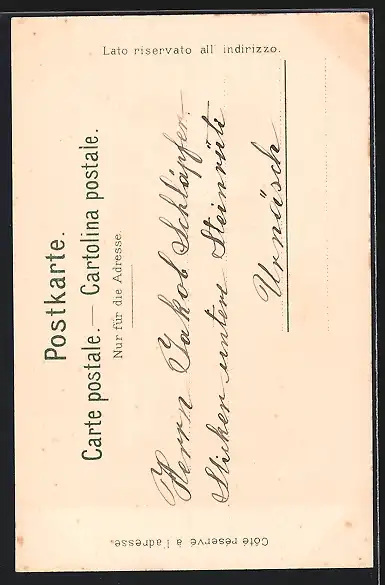 Postkarte.
Carte postale. — Cartolina postale.
Nur für die Adresse.
Lato riservato all' indirizzo.
Côté réservé à l'adresse.
Herrn Jakob Schläpfer
Sticker untere Steinrüti
Urnäsch